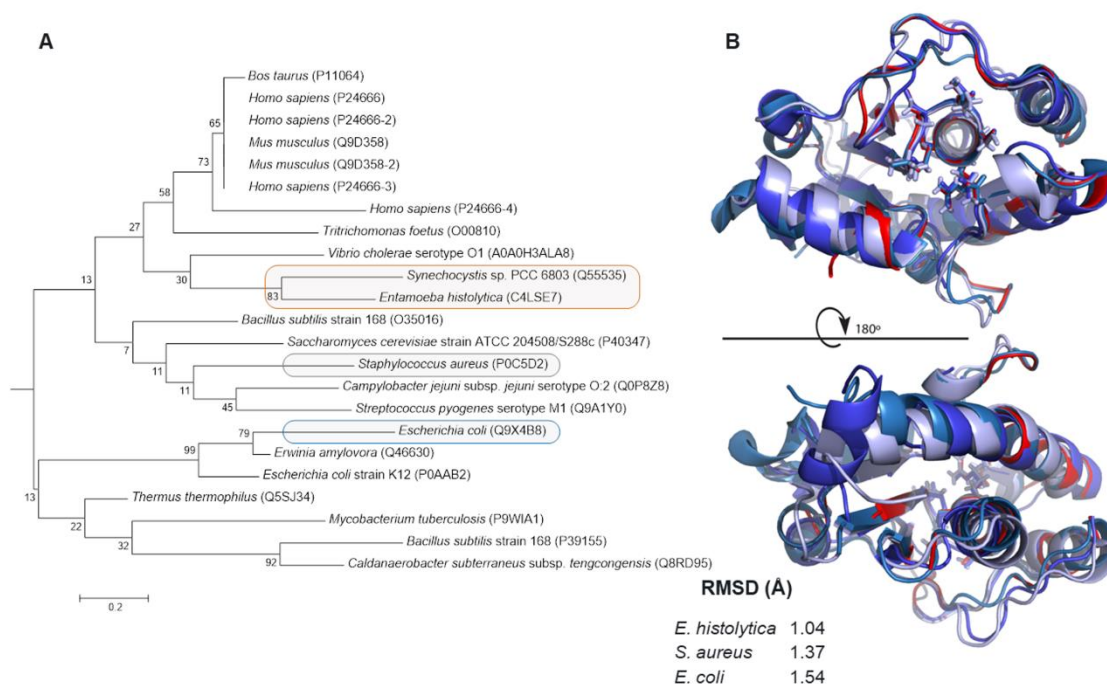 A
B
Bos taurus (P11064)
Homo sapiens (P24666)
65
Homo sapiens (P24666-2)
Mus musculus (Q9D358)
73
Mus musculus (Q9D358-2)
Homo sapiens (P24666-3)
58
Homo sapiens (P24666-4)
27
Tritrichomonas foetus (O00810)
Vibrio cholerae serotype O1 (A0A0H3ALA8)
30
Synechocystis sp. PCC 6803 (Q55535)
13
83
Entamoeba histolytica (C4LSE7)
Bacillus subtilis strain 168 (O35016)
7
Saccharomyces cerevisiae strain ATCC 204508/S288c (P40347)
11
Staphylococcus aureus (P0C5D2)
11
Campylobacter jejuni subsp. jejuni serotype O:2 (Q0P8Z8)
45
Streptococcus pyogenes serotype M1 (Q9A1Y0)
79
Escherichia coli (Q9X4B8)
99
Erwinia amylovora (Q46630)
Escherichia coli strain K12 (P0AAB2)
13
Thermus thermophilus (Q5SJ34)
22
Mycobacterium tuberculosis (P9WIA1)
32
Bacillus subtilis strain 168 (P39155)
92
Caldanaerobacter subterraneus subsp. tengcongensis (Q8RD95)
0.2
180º
RMSD (Å)
E. histolytica 1.04
S. aureus 1.37
E. coli 1.54